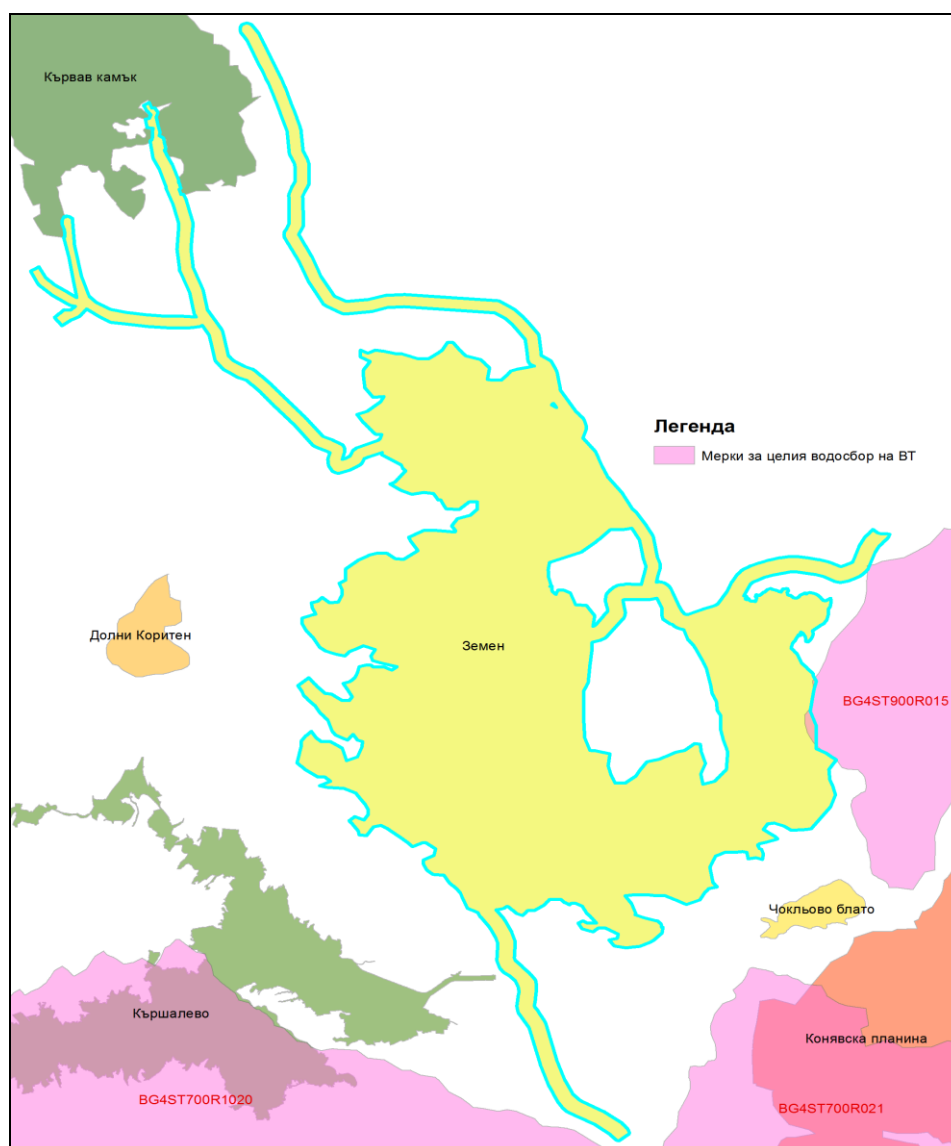 Кървав камък
Легенда
Мерки за целия водосбор на ВТ
Долни Коритен
Земен
BG4ST900R015
Чокльово блато
Кършалево
Конявска планина
BG4ST700R1020
BG4ST700R021